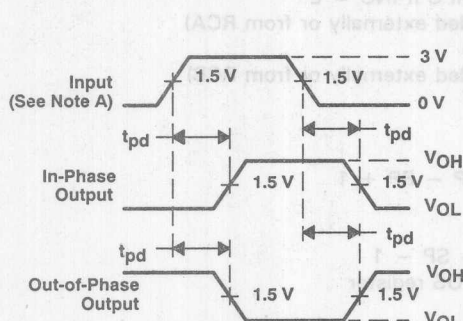 3 V
Input
(See Note A)
1.5 V
1.5 V
0 V
tpd
tpd
In-Phase
Output
VOH
1.5 V
1.5 V
VOL
tpd
tpd
Out-of-Phase
Output
VOH
1.5 V
1.5 V
VOL